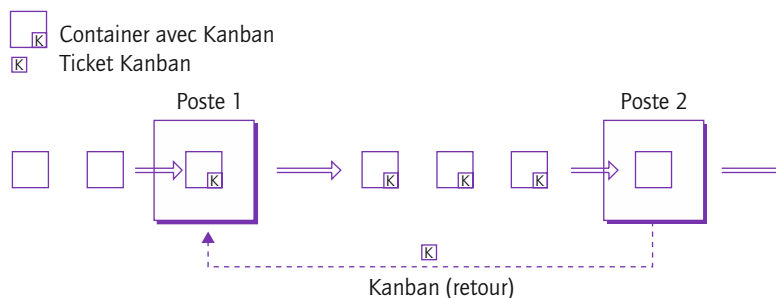 K Container avec Kanban
K Ticket Kanban
Poste 1 Poste 2
K K K K
K
Kanban (retour)